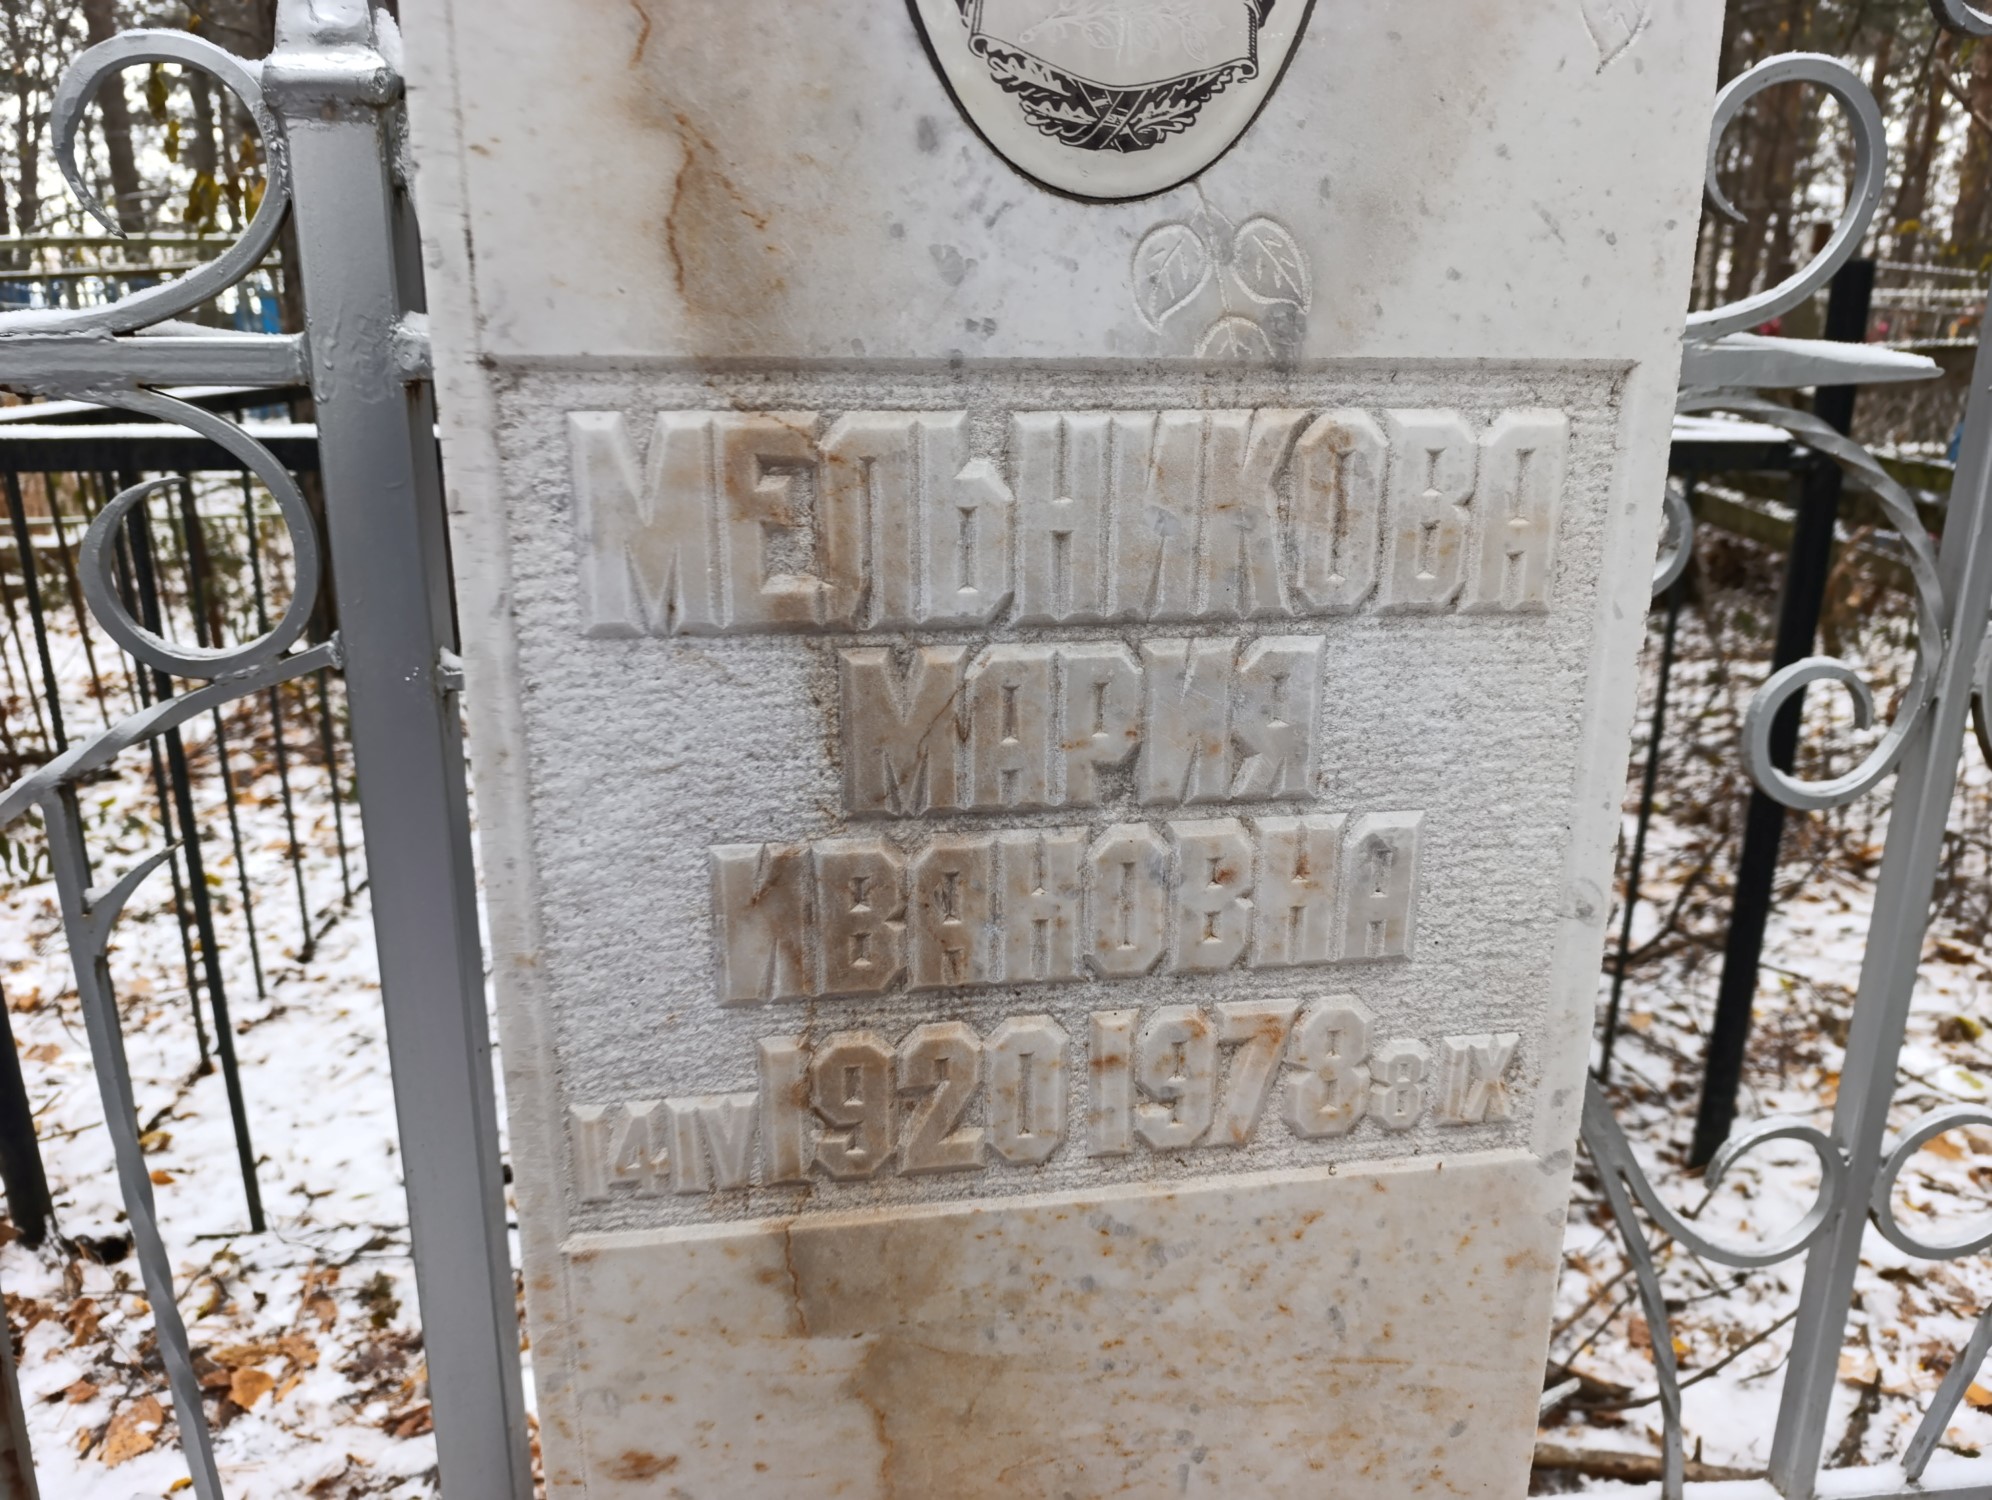 МЕЛЬНИКОВА
МАРИЯ
ИВАНОВНА
14 IV 1920 1978 8 IX